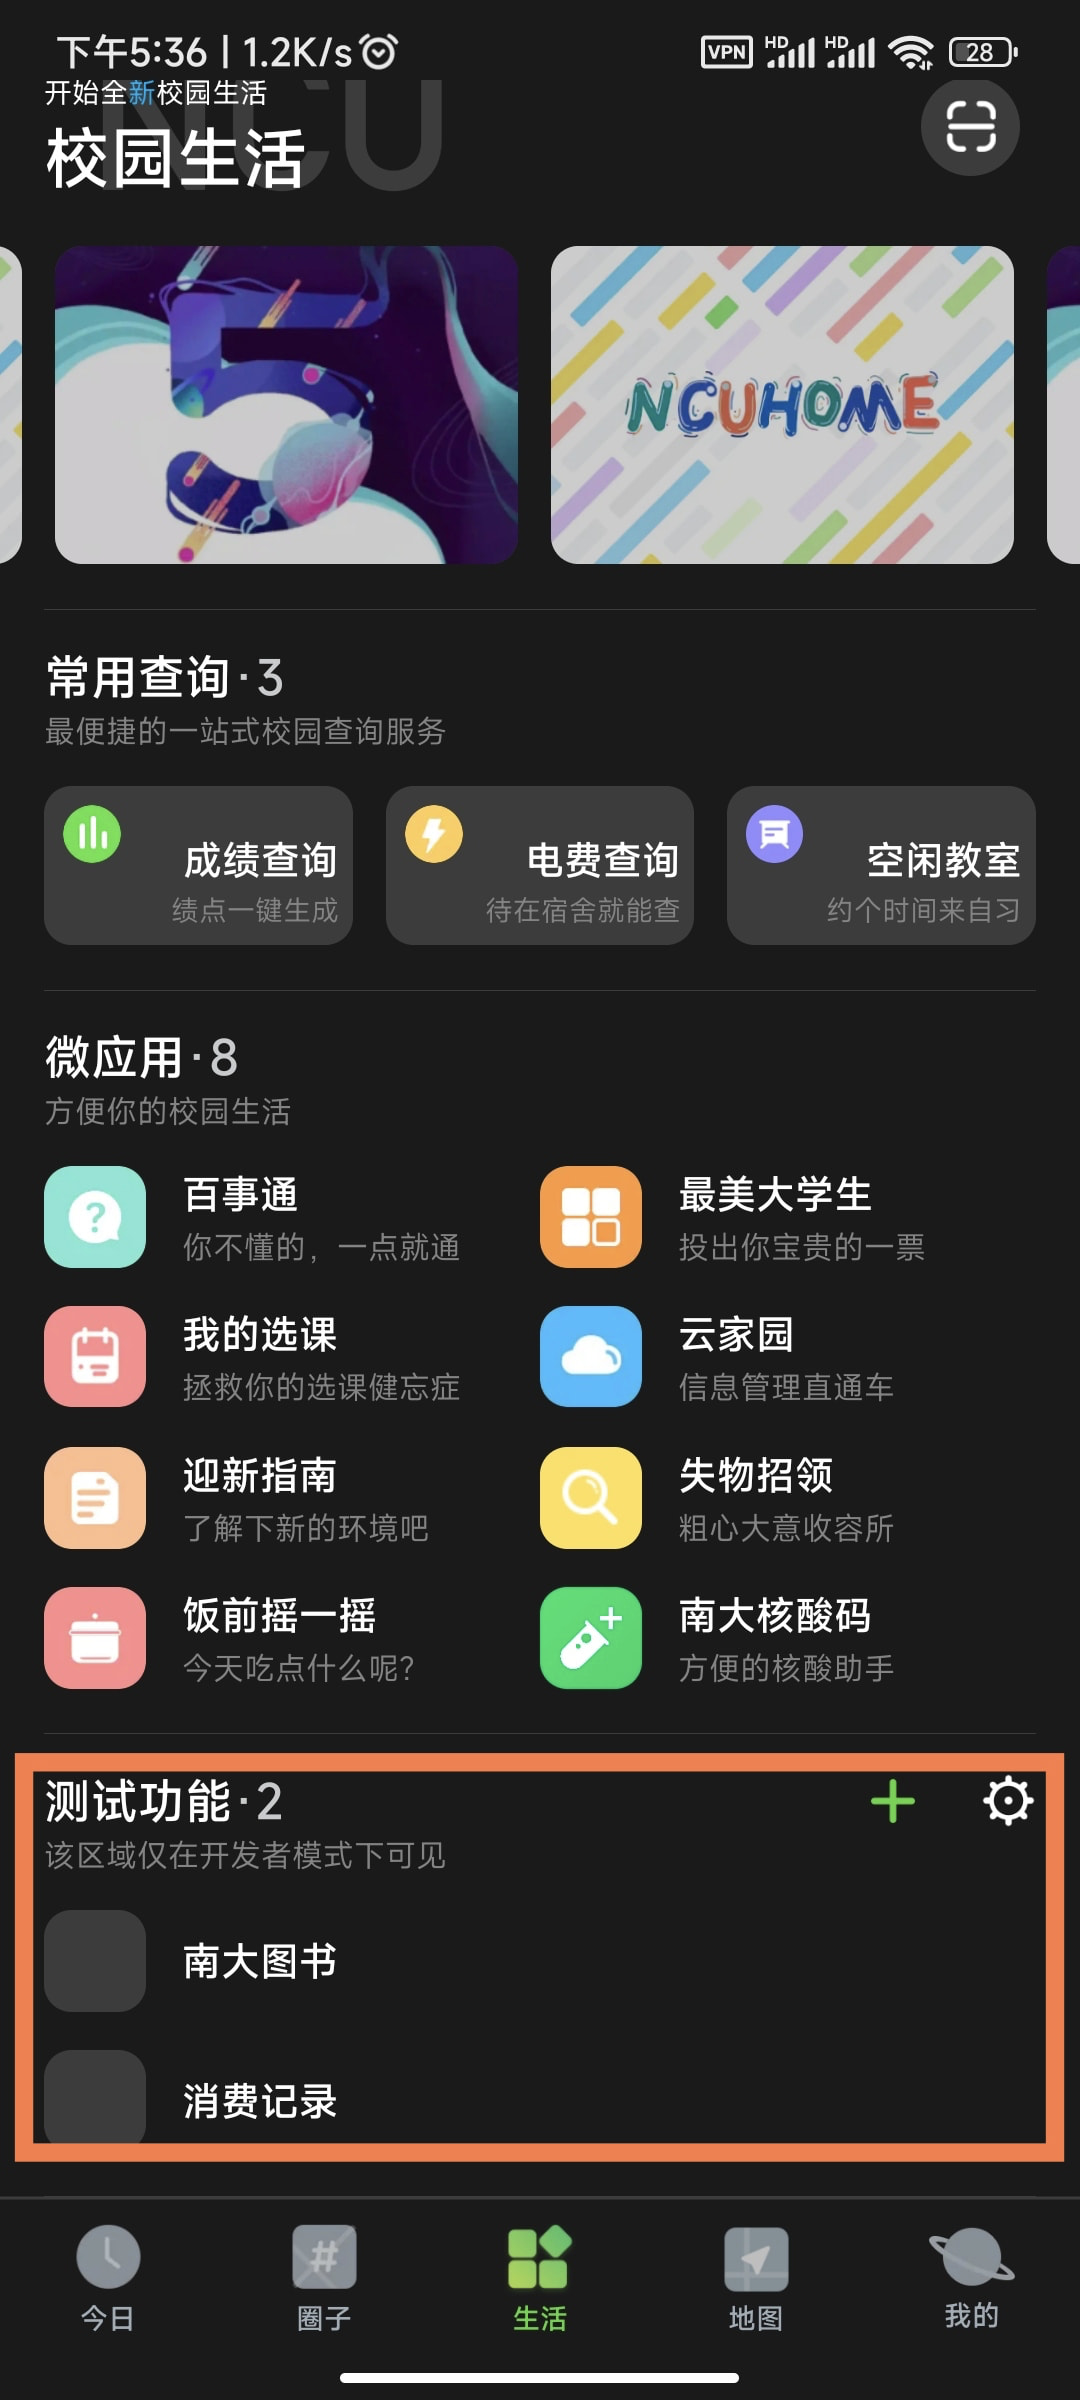 下午5:36 | 1.2K/s
VPN HD HD 28
NCU
开始全新校园生活
校园生活
NCUHOME
常用查询·3
最便捷的一站式校园查询服务
成绩查询
绩点一键生成
电费查询
待在宿舍就能查
空闲教室
约个时间来自习
微应用·8
方便你的校园生活
百事通
你不懂的，一点就通
最美大学生
投出你宝贵的一票
我的选课
拯救你的选课健忘症
云家园
信息管理直通车
迎新指南
了解下新的环境吧
失物招领
粗心大意收容所
饭前摇一摇
今天吃点什么呢？
南大核酸码
方便的核酸助手
测试功能·2
该区域仅在开发者模式下可见
南大图书
消费记录
今日
圈子
生活
地图
我的